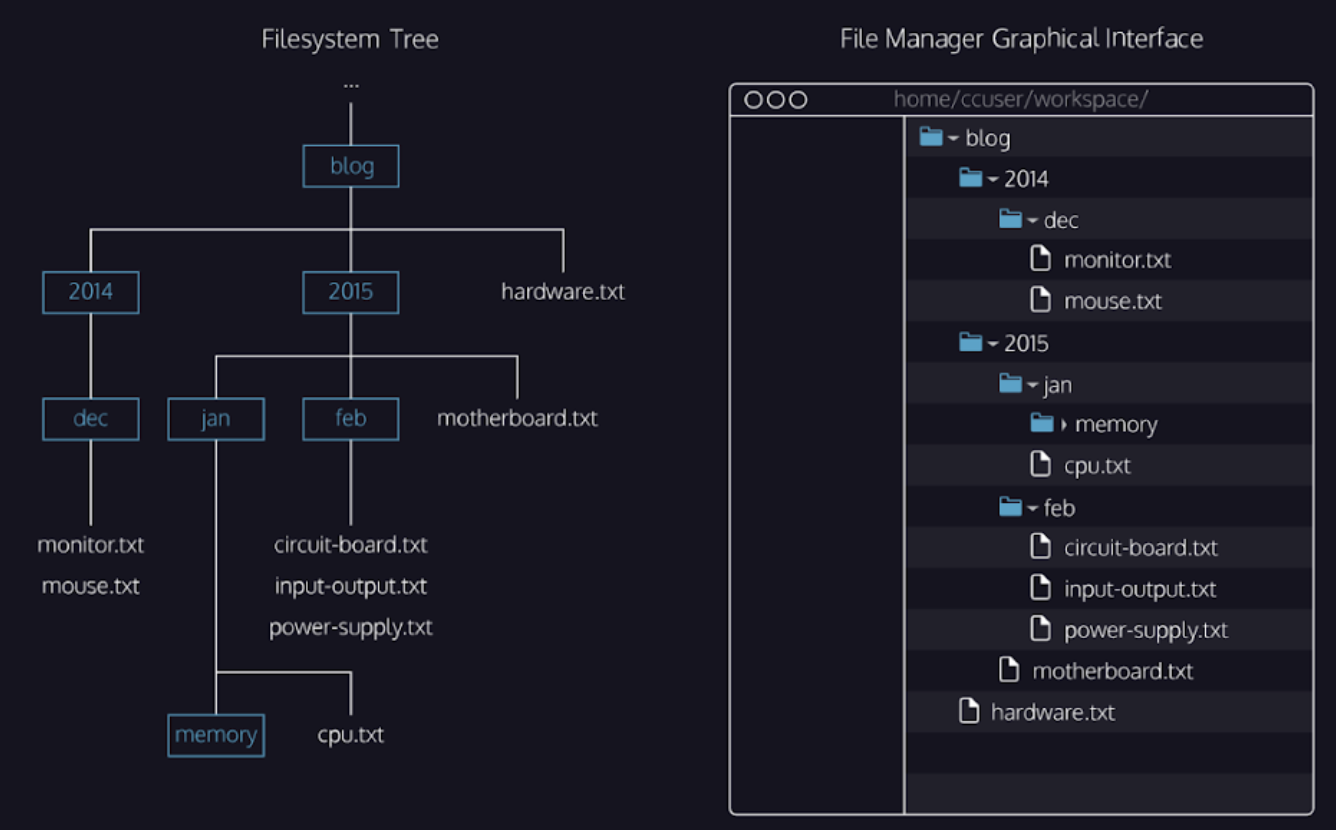 Filesystem Tree
...
blog
2014
2015
hardware.txt
dec
jan
feb
motherboard.txt
monitor.txt
mouse.txt
circuit-board.txt
input-output.txt
power-supply.txt
memory
cpu.txt
File Manager Graphical Interface
home/ccuser/workspace/
blog
2014
dec
monitor.txt
mouse.txt
2015
jan
memory
cpu.txt
feb
circuit-board.txt
input-output.txt
power-supply.txt
motherboard.txt
hardware.txt